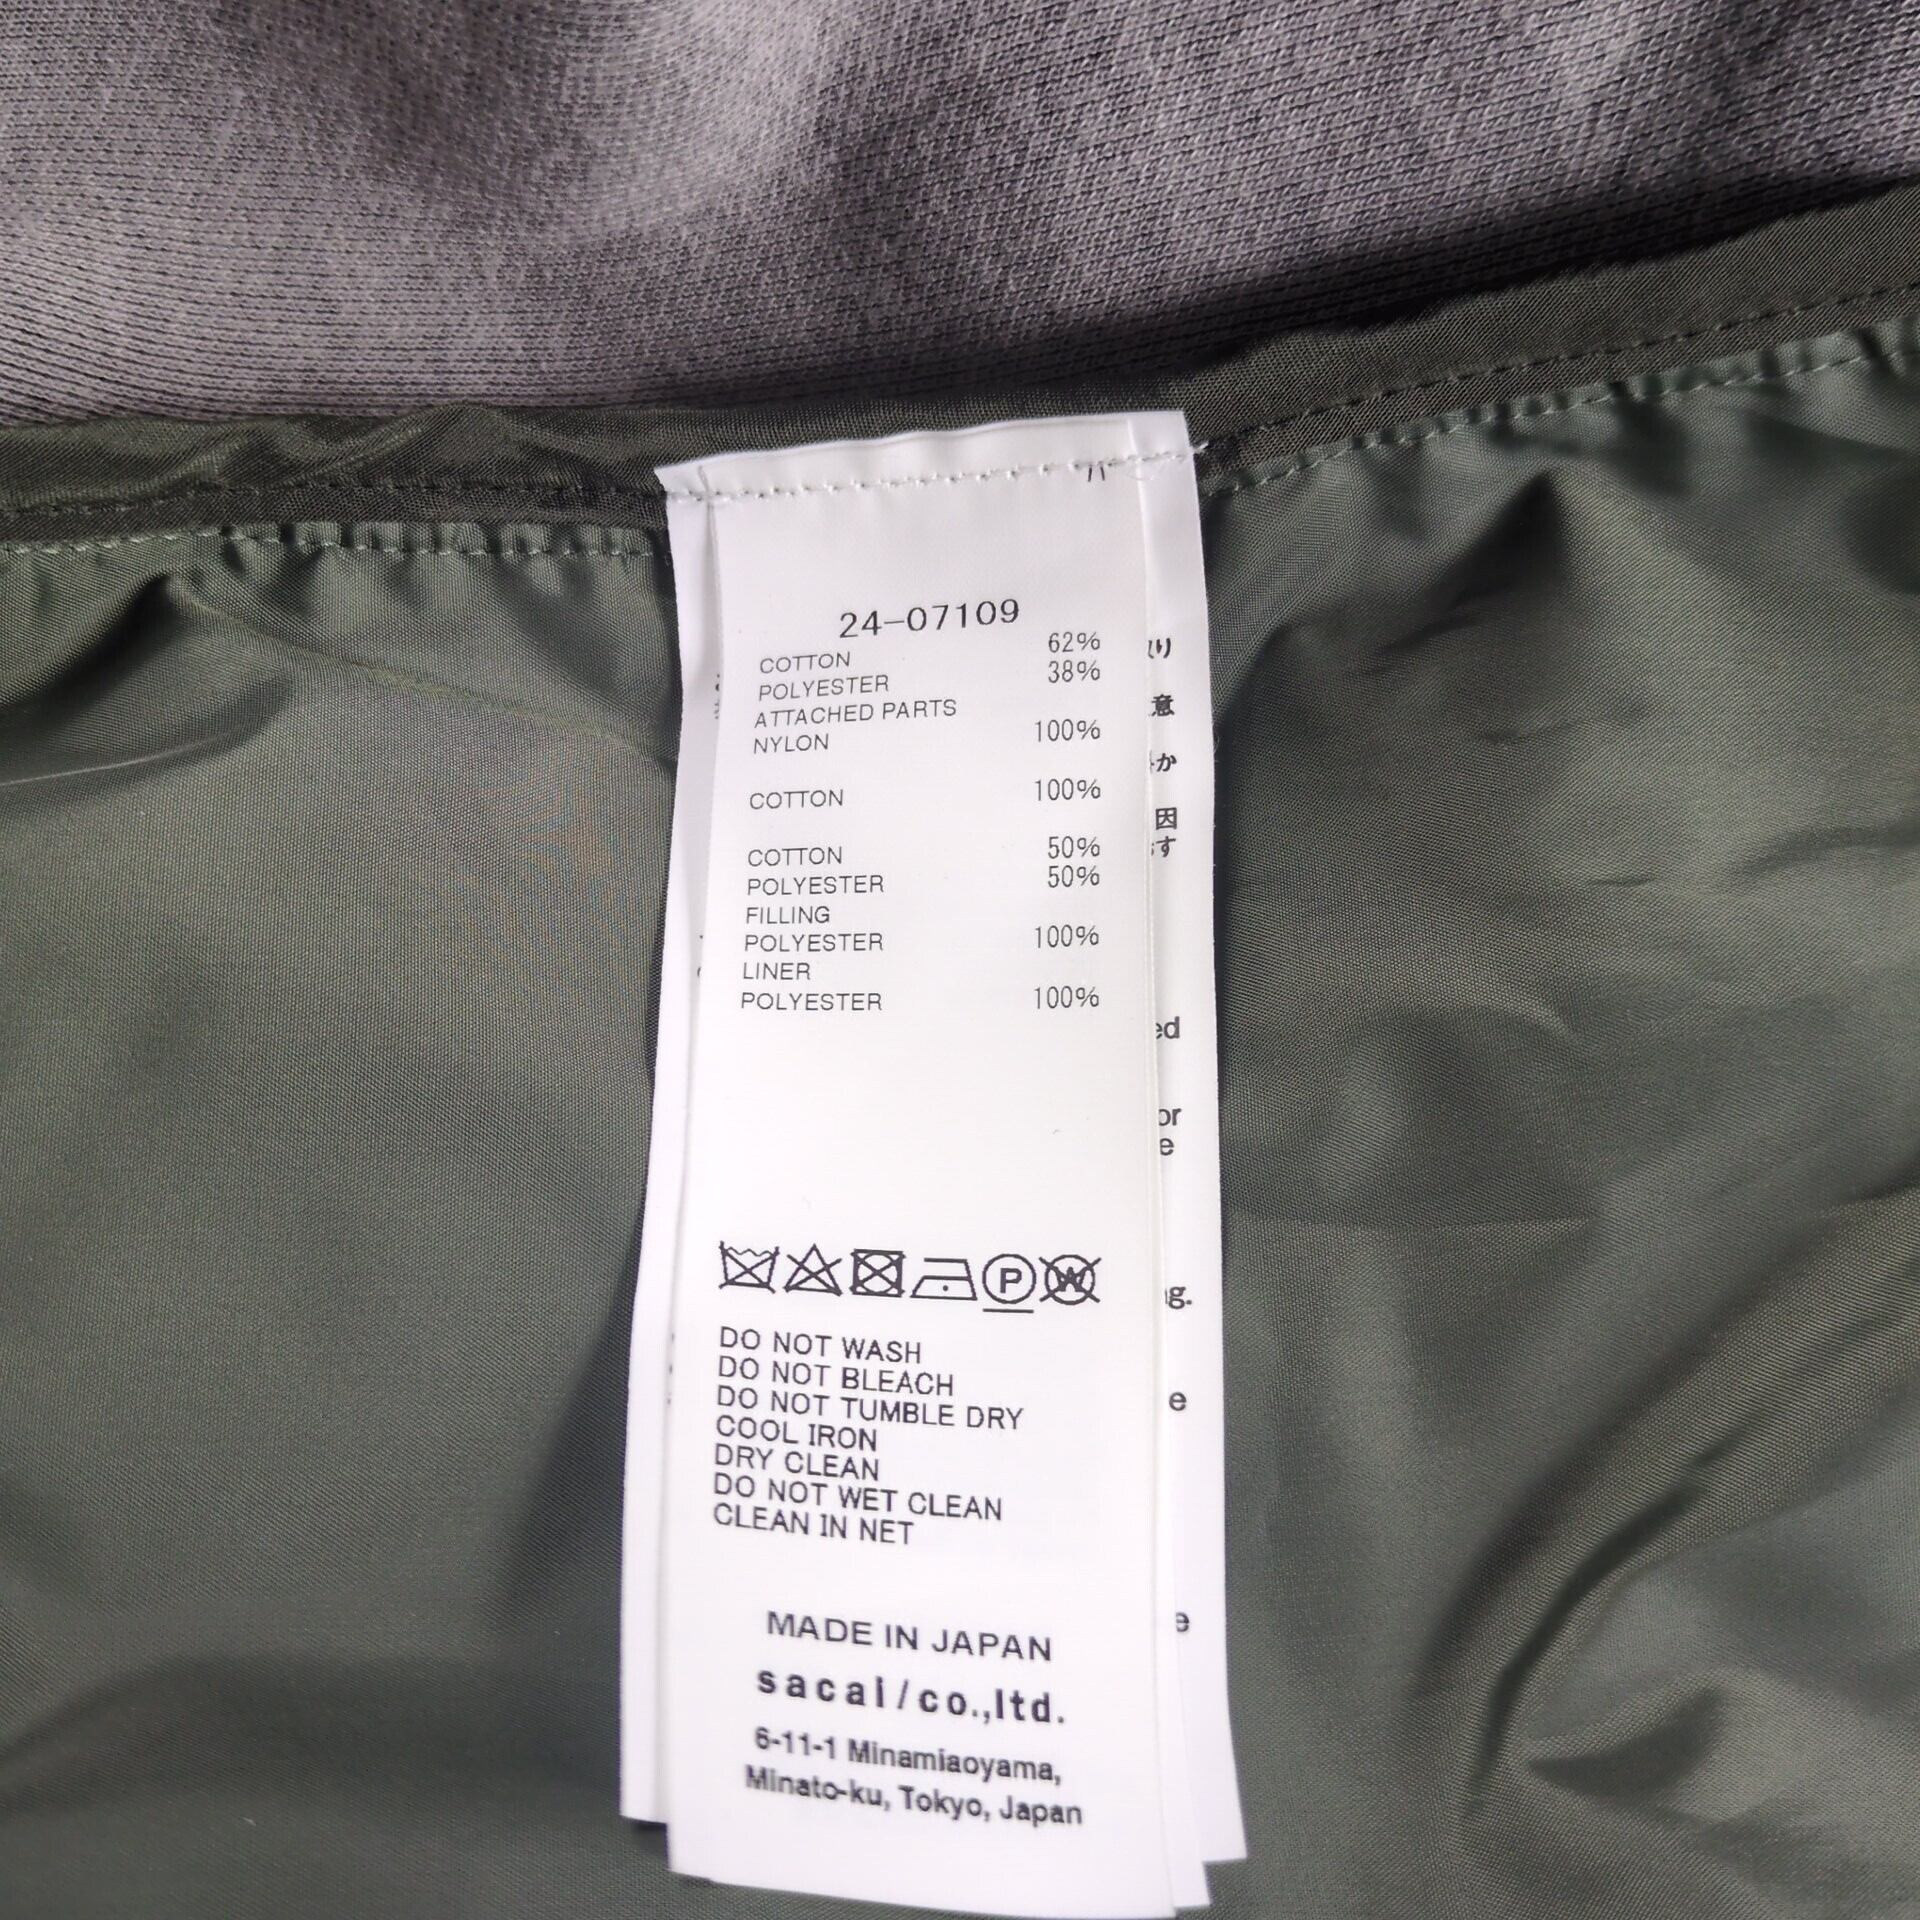 24-07109
COTTON 62%
POLYESTER 38%
ATTACHED PARTS
NYLON 100%
COTTON 100%
COTTON 50%
POLYESTER 50%
FILLING
POLYESTER 100%
LINER
POLYESTER 100%
P W
DO NOT WASH
DO NOT BLEACH
DO NOT TUMBLE DRY
COOL IRON
DRY CLEAN
DO NOT WET CLEAN
CLEAN IN NET
MADE IN JAPAN
sacai/co.,ltd.
6-11-1 Minamiaoyama,
Minato-ku, Tokyo, Japan